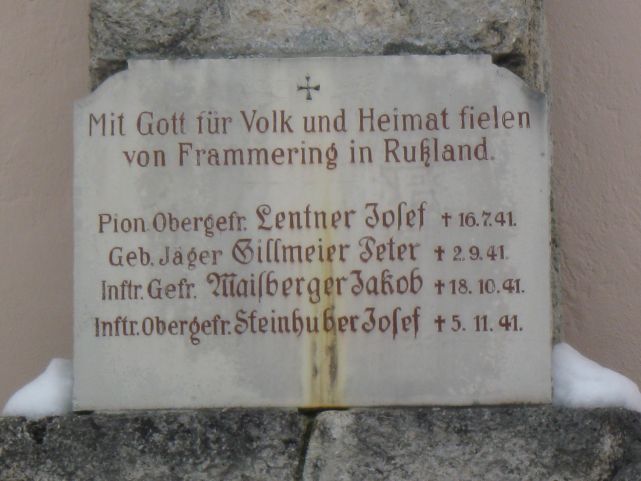 Mit Gott für Volk und Heimat fielen
von Frammering in Rußland.
Pion. Obergefr. Lentner Josef † 16.7.41.
Geb. Jäger Gillmeier Peter † 2.9.41.
Inftr. Gefr. Maisberger Jakob † 18.10.41.
Inftr. Obergefr. Steinhuber Josef † 5.11.41.